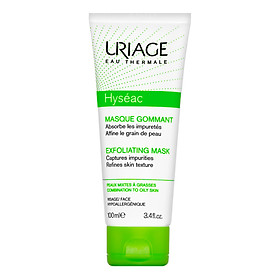 URIAGE
EAU THERMALE
Hyséac
MASQUE GOMMANT
Absorbe les impuretés
Affine le grain de peau
EXFOLIATING MASK
Captures impurities
Refines skin texture
PEAUX MIXTES À GRASSES
COMBINATION TO OILY SKIN
VISAGE/FACE
HYPOALLERGÉNIQUE
100ml℮ 3.4fl.oz.